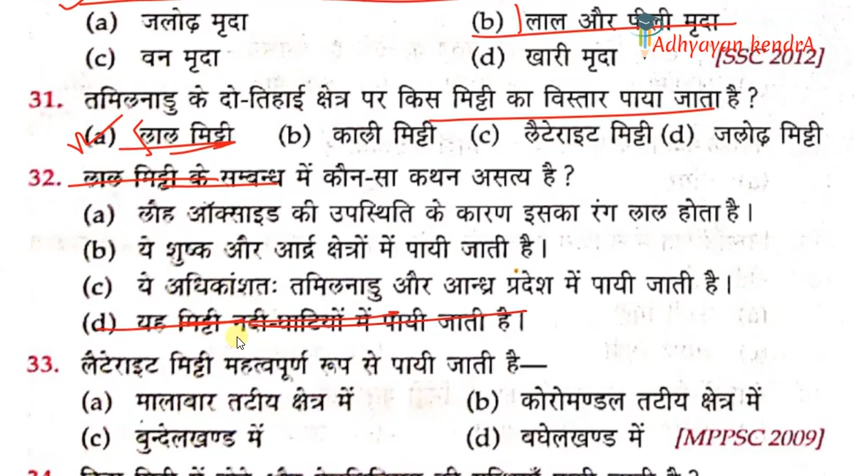 (a) जलोढ़ मृदा (b) लाल और पीली मृदा
Adhyayan kendrA
(c) वन मृदा (d) खारी मृदा [SSC 2012]
31. तमिलनाडु के दो-तिहाई क्षेत्र पर किस मिट्टी का विस्तार पाया जाता है?
(a) लाल मिट्टी (b) काली मिट्टी (c) लैटेराइट मिट्टी (d) जलोढ़ मिट्टी
32. लाल मिट्टी के सम्बन्ध में कौन-सा कथन असत्य है?
(a) लौह ऑक्साइड की उपस्थिति के कारण इसका रंग लाल होता है।
(b) ये शुष्क और आर्द्र क्षेत्रों में पायी जाती है।
(c) ये अधिकांशतः तमिलनाडु और आन्ध्र प्रदेश में पायी जाती है।
(d) यह मिट्टी नदी-घाटियों में पायी जाती है।
33. लैटेराइट मिट्टी महत्वपूर्ण रूप से पायी जाती है—
(a) मालाबार तटीय क्षेत्र में (b) कोरोमण्डल तटीय क्षेत्र में
(c) बुन्देलखण्ड में (d) बघेलखण्ड में [MPPSC 2009]